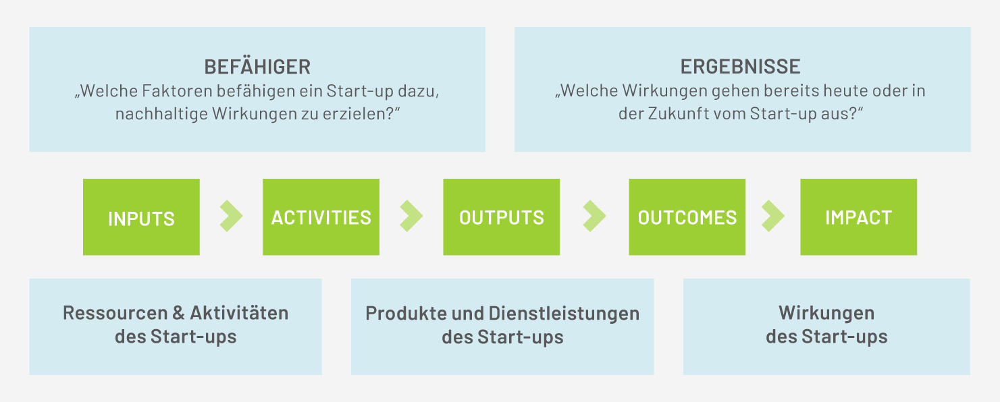 BEFÄHIGER
„Welche Faktoren befähigen ein Start-up dazu,
nachhaltige Wirkungen zu erzielen?“
ERGEBNISSE
„Welche Wirkungen gehen bereits heute oder in
der Zukunft vom Start-up aus?“
INPUTS
ACTIVITIES
OUTPUTS
OUTCOMES
IMPACT
Ressourcen & Aktivitäten
des Start-ups
Produkte und Dienstleistungen
des Start-ups
Wirkungen
des Start-ups